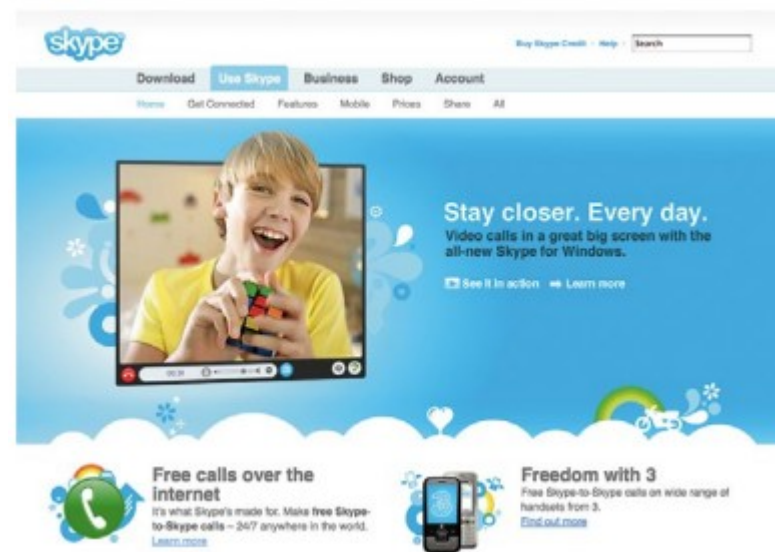 skype
Buy Skype Credit · Help · Search
Download Use Skype Business Shop Account
Home Get Connected Features Mobile Prices Share All
Stay closer. Every day.
Video calls in a great big screen with the
all-new Skype for Windows.
See it in action Learn more
Free calls over the
internet
It's what Skype's made for. Make free Skype-
to-Skype calls – 24/7 anywhere in the world.
Learn more
Freedom with 3
Free Skype-to-Skype calls on wide range of
handsets from 3.
Find out more